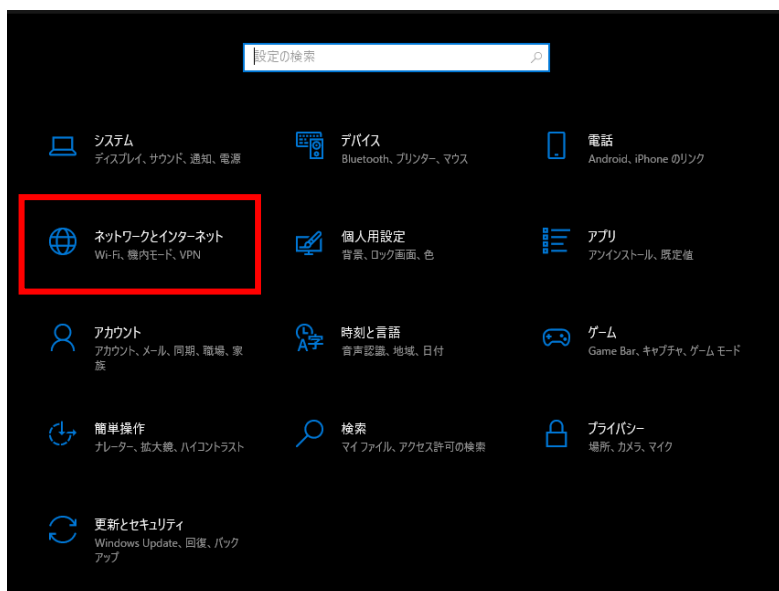 設定の検索
システム
ディスプレイ、サウンド、通知、電源
デバイス
Bluetooth、プリンター、マウス
電話
Android、iPhone のリンク
ネットワークとインターネット
Wi-Fi、機内モード、VPN
個人用設定
背景、ロック画面、色
アプリ
アンインストール、既定値
アカウント
アカウント、メール、同期、職場、家
族
時刻と言語
音声認識、地域、日付
ゲーム
Game Bar、キャプチャ、ゲーム モード
簡単操作
ナレーター、拡大鏡、ハイコントラスト
検索
マイ ファイル、アクセス許可の検索
プライバシー
場所、カメラ、マイク
更新とセキュリティ
Windows Update、回復、バック
アップ